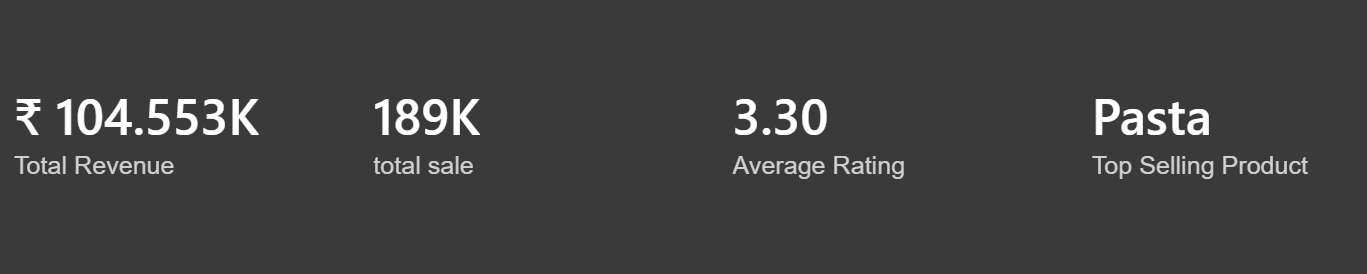 ₹ 104.553K
Total Revenue
189K
total sale
3.30
Average Rating
Pasta
Top Selling Product